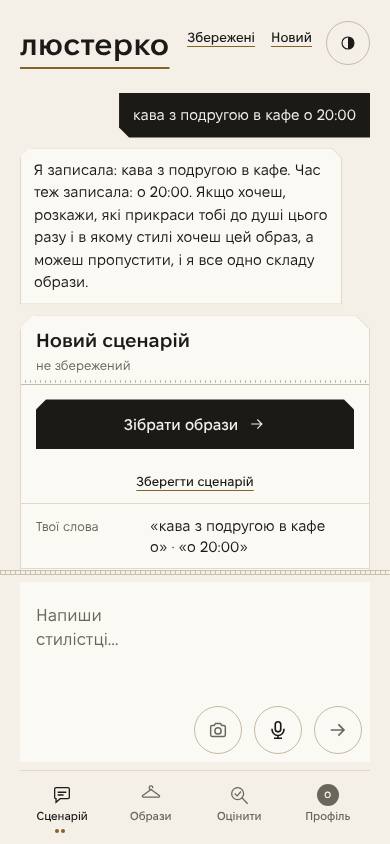 люстерко
Збережені
Новий
кава з подругою в кафе о 20:00
Я записала: кава з подругою в кафе. Час
теж записала: о 20:00. Якщо хочеш,
розкажи, які прикраси тобі до душі цього
разу і в якому стилі хочеш цей образ, а
можеш пропустити, і я все одно складу
образи.
Новий сценарій
не збережений
Зібрати образи →
Зберегти сценарій
Твої слова
«кава з подругою в кафе
о» · «о 20:00»
Напиши
стилістці...
Сценарій
Образи
Оцінити
О
Профіль